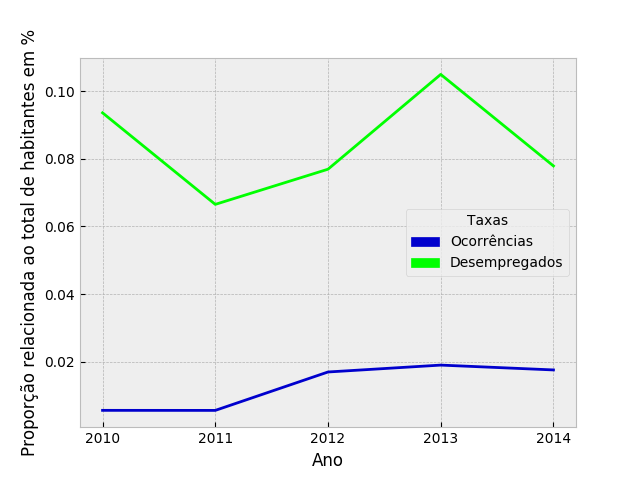 Proporção relacionada ao total de habitantes em %
0.10
0.08
0.06
0.04
0.02
Taxas
Ocorrências
Desempregados
2010 2011 2012 2013 2014
Ano